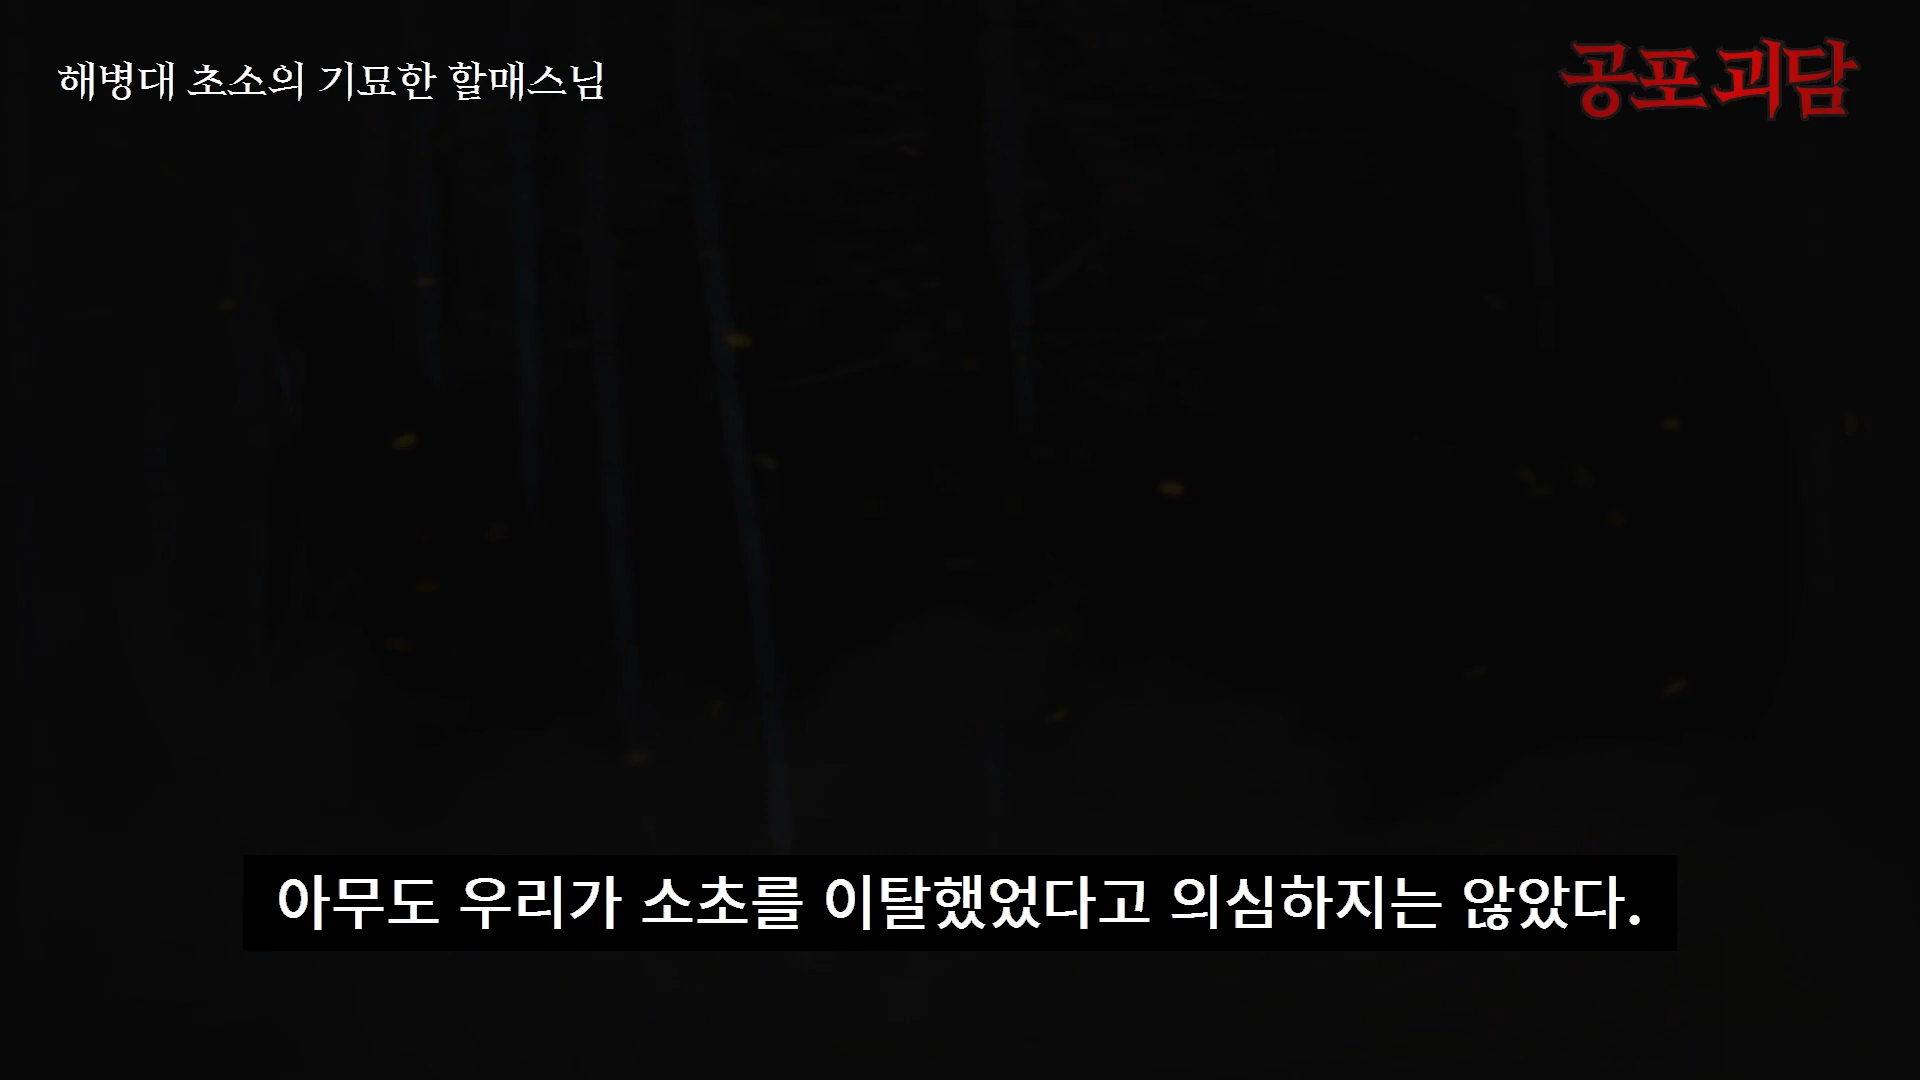 해병대 초소의 기묘한 할매스님
공포괴담
아무도 우리가 소초를 이탈했었다고 의심하지는 않았다.